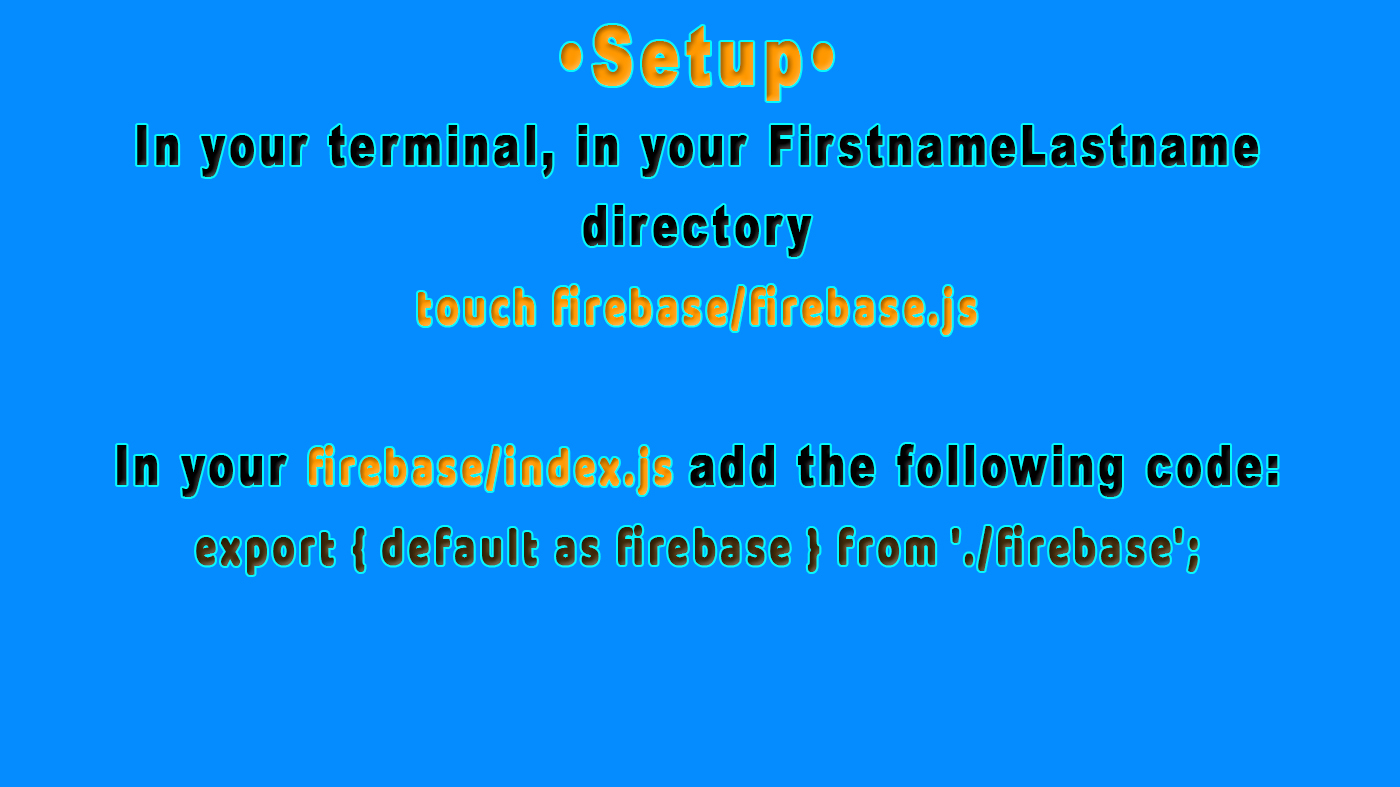 •Setup•
In your terminal, in your FirstnameLastname
directory
touch firebase/firebase.js
In your firebase/index.js add the following code:
export { default as firebase } from './firebase';